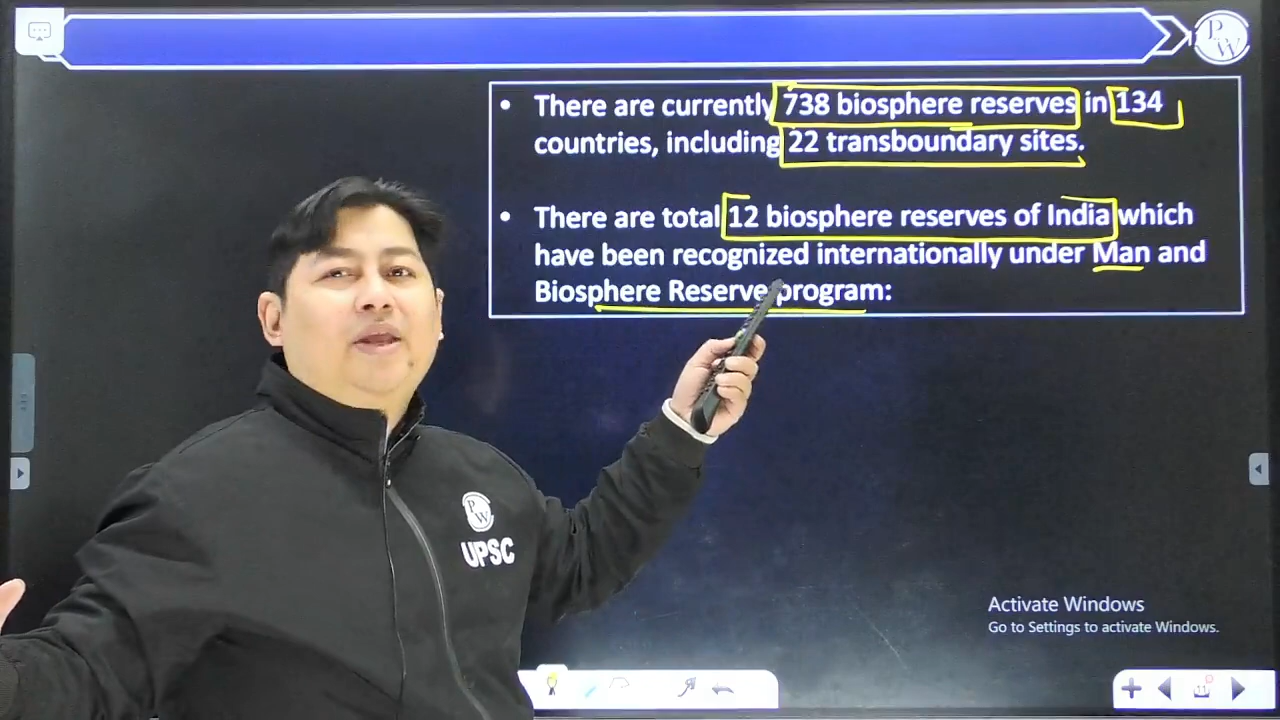 PW
• There are currently 738 biosphere reserves in 134
countries, including 22 transboundary sites.
• There are total 12 biosphere reserves of India which
have been recognized internationally under Man and
Biosphere Reserve program:
PW
UPSC
Activate Windows
Go to Settings to activate Windows.